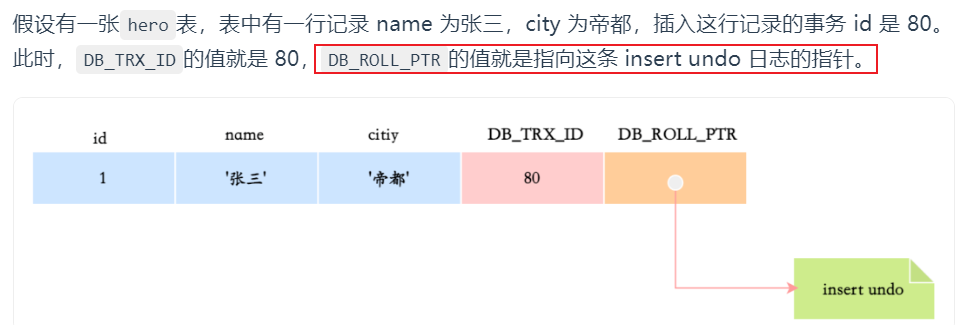 假设有一张 hero 表，表中有一行记录 name 为张三，city 为帝都，插入这行记录的事务 id 是 80。
此时，DB_TRX_ID 的值就是 80，DB_ROLL_PTR 的值就是指向这条 insert undo 日志的指针。
id name citiy DB_TRX_ID DB_ROLL_PTR
1 '张三' '帝都' 80
insert undo